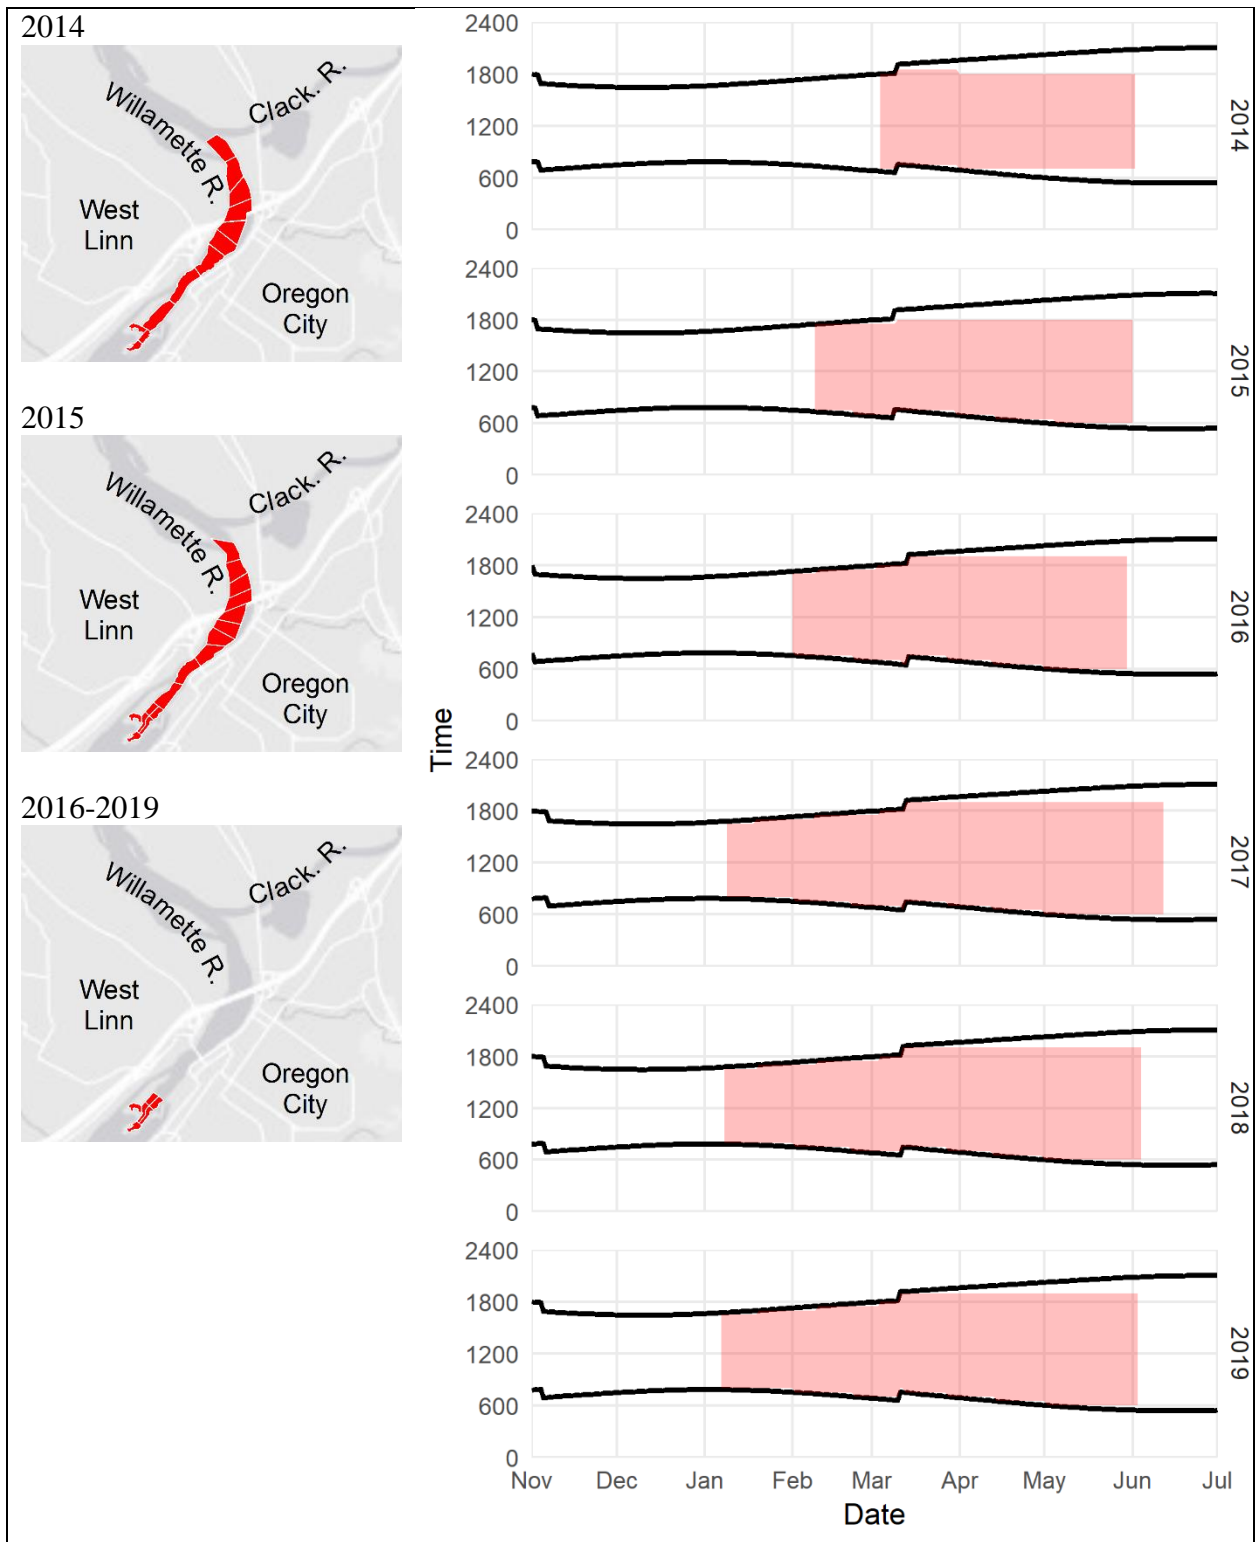 2014
Willamette R.
Clack. R.
West
Linn
Oregon
City
2015
Willamette R.
Clack. R.
West
Linn
Oregon
City
2016-2019
Willamette R.
Clack. R.
West
Linn
Oregon
City
Time
2400
1800
1200
600
0
2014
2400
1800
1200
600
0
2015
2400
1800
1200
600
0
2016
2400
1800
1200
600
0
2017
2400
1800
1200
600
0
2018
2400
1800
1200
600
0
2019
Nov Dec Jan Feb Mar Apr May Jun Jul
Date